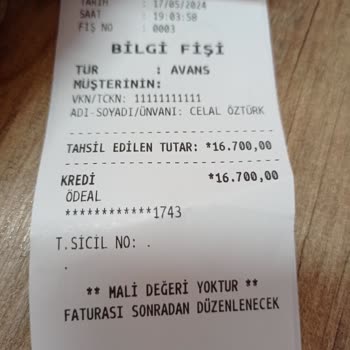 TARİH : 17/05/2024
SAAT : 19:03:58
FİŞ NO : 0003
BİLGİ FİŞİ
TÜR : AVANS
MÜŞTERİNİN:
VKN/TCKN: 11111111111
ADI-SOYADI/ÜNVANI: CELAL ÖZTÜRK
TAHSİL EDİLEN TUTAR: *16.700,00
KREDİ *16.700,00
ÖDEAL
************1743
T.SİCİL NO: .
.
** MALİ DEĞERİ YOKTUR **
FATURASI SONRADAN DÜZENLENECEK